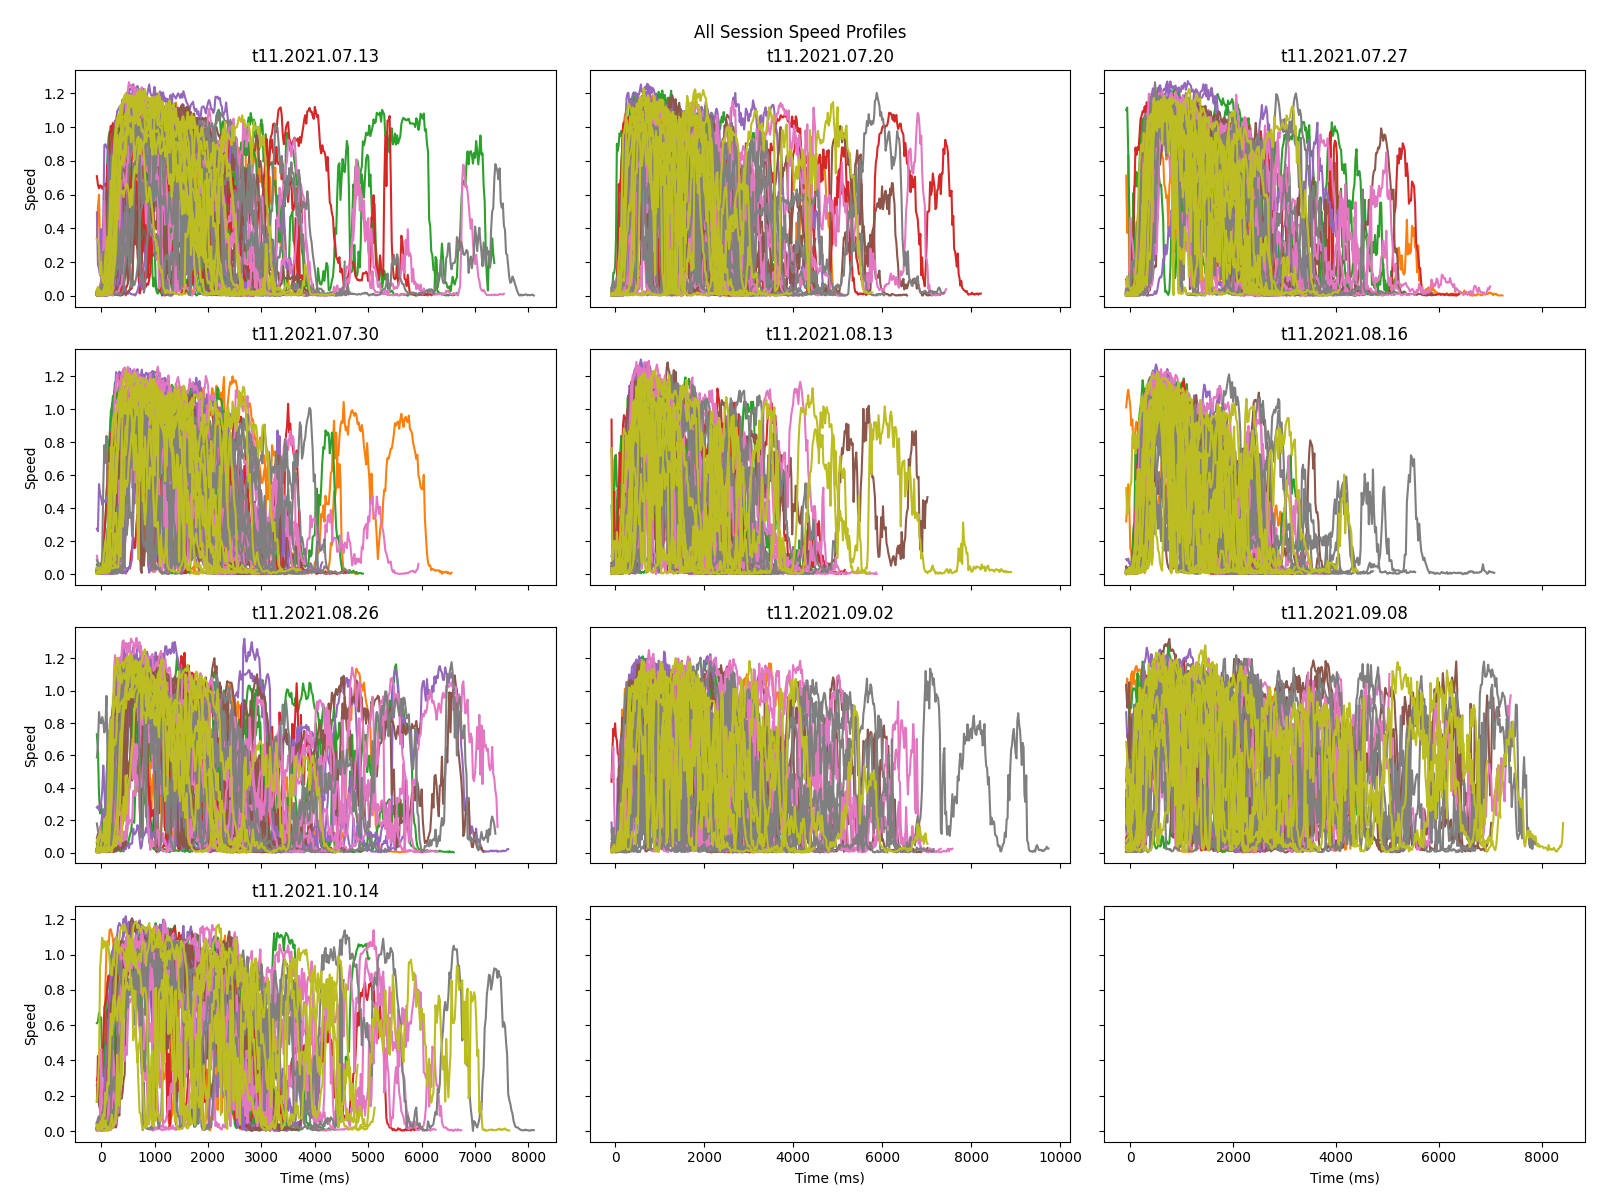 All Session Speed Profiles
t11.2021.07.13
t11.2021.07.20
t11.2021.07.27
1.2
1.0
0.8
0.6
0.4
0.2
0.0
Speed
t11.2021.07.30
t11.2021.08.13
t11.2021.08.16
1.2
1.0
0.8
0.6
0.4
0.2
0.0
Speed
t11.2021.08.26
t11.2021.09.02
t11.2021.09.08
1.2
1.0
0.8
0.6
0.4
0.2
0.0
Speed
t11.2021.10.14
1.2
1.0
0.8
0.6
0.4
0.2
0.0
Speed
0 1000 2000 3000 4000 5000 6000 7000 8000
Time (ms)
0 2000 4000 6000 8000 10000
Time (ms)
0 2000 4000 6000 8000
Time (ms)